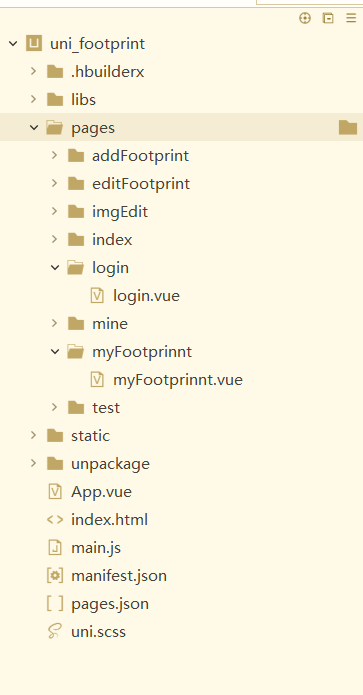 uni_footprint
.hbuilderx
libs
pages
addFootprint
editFootprint
imgEdit
index
login
login.vue
mine
myFootprinnt
myFootprinnt.vue
test
static
unpackage
App.vue
index.html
main.js
manifest.json
pages.json
uni.scss